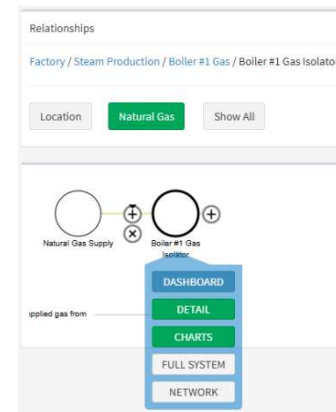 Relationships
Factory / Steam Production / Boiler #1 Gas / Boiler #1 Gas Isolato
Location Natural Gas Show All
Natural Gas Supply
Boiler #1 Gas
Isolator
DASHBOARD
pplied gas from
DETAIL
CHARTS
FULL SYSTEM
NETWORK